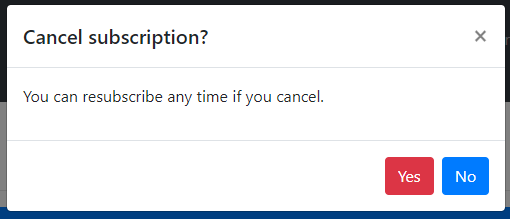 Cancel subscription?
×
You can resubscribe any time if you cancel.
Yes
No